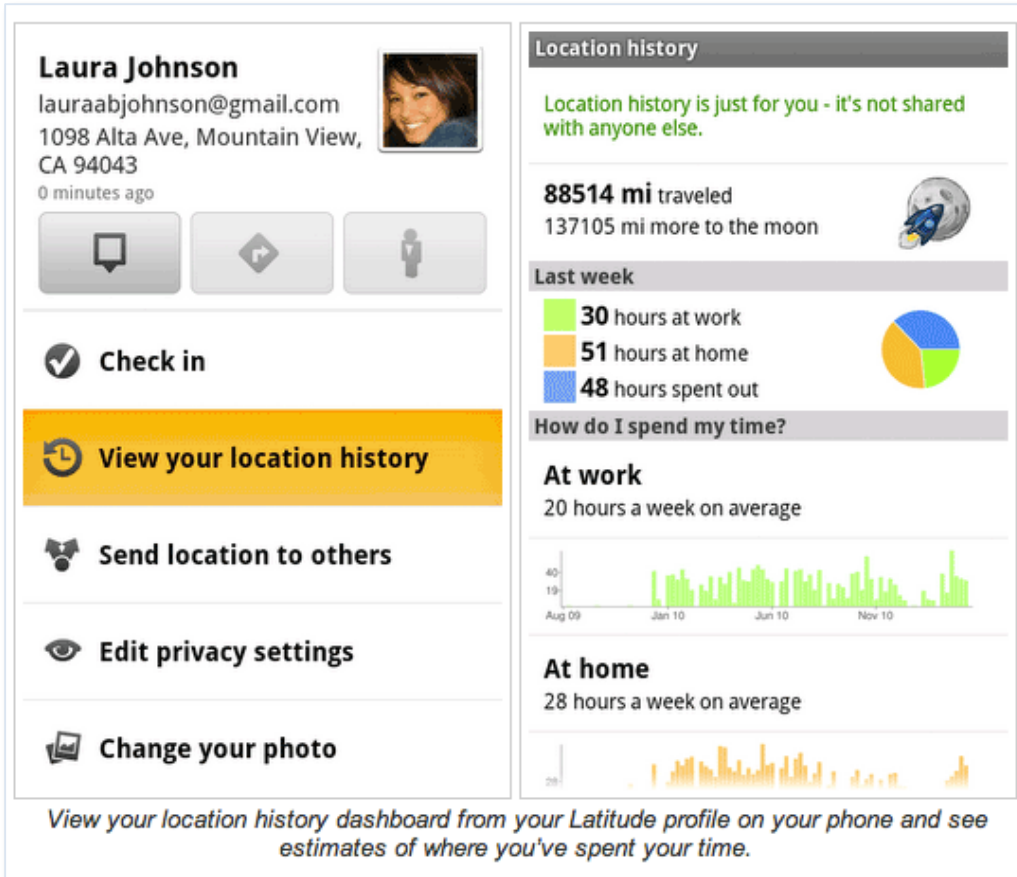 Laura Johnson
lauraabjohnson@gmail.com
1098 Alta Ave, Mountain View,
CA 94043
0 minutes ago
Check in
View your location history
Send location to others
Edit privacy settings
Change your photo
Location history
Location history is just for you - it's not shared
with anyone else.
88514 mi traveled
137105 mi more to the moon
Last week
30 hours at work
51 hours at home
48 hours spent out
How do I spend my time?
At work
20 hours a week on average
40
19
Aug 09 Jan 10 Jun 10 Nov 10
At home
28 hours a week on average
28
View your location history dashboard from your Latitude profile on your phone and see
estimates of where you've spent your time.